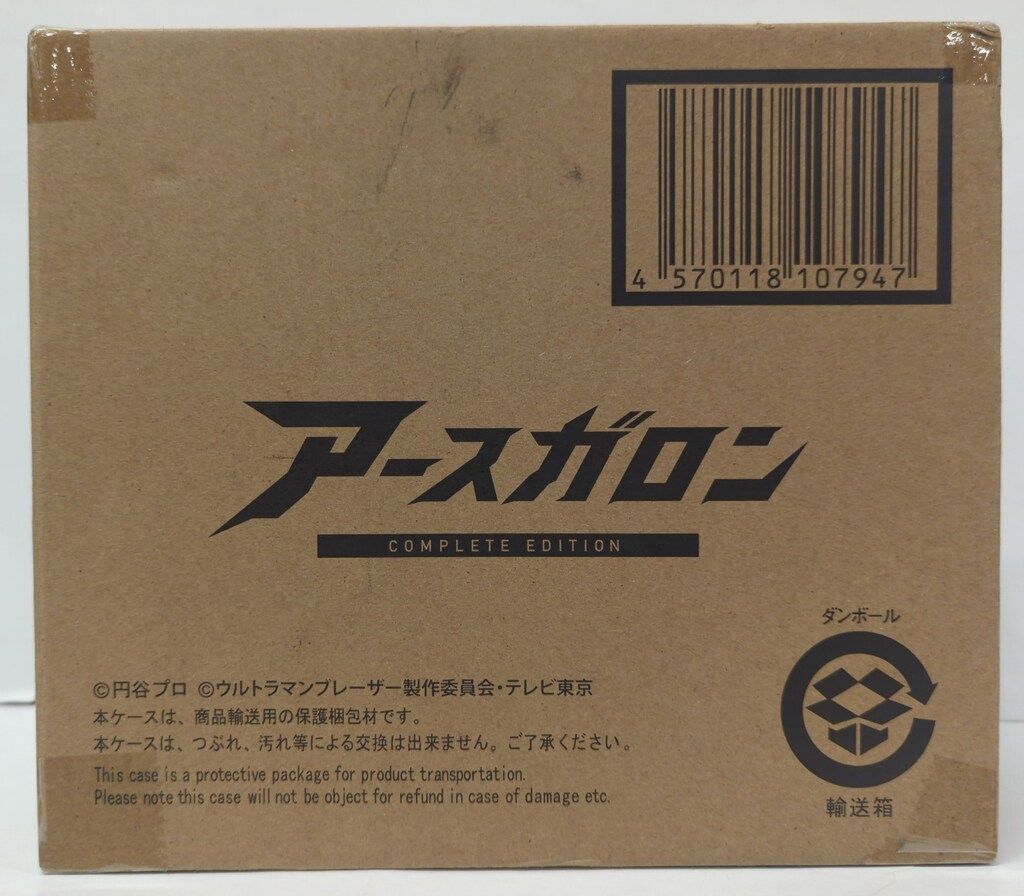 4 570118 107947
アースガロン
COMPLETE EDITION
ダンボール
©円谷プロ ©ウルトラマンブレーザー製作委員会・テレビ東京
本ケースは、商品輸送用の保護梱包材です。
本ケースは、つぶれ、汚れ等による交換は出来ません。ご了承ください。
This case is a protective package for product transportation.
Please note this case will not be object for refund in case of damage etc.
輸送箱